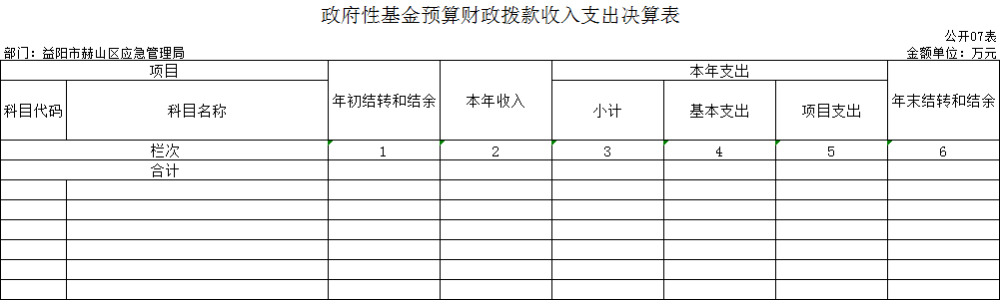 政府性基金预算财政拨款收入支出决算表
公开07表
部门：益阳市赫山区应急管理局 金额单位：万元
项目 年初结转和结余 本年收入 本年支出 年末结转和结余
科目代码 科目名称 小计 基本支出 项目支出
栏次 1 2 3 4 5 6
合计